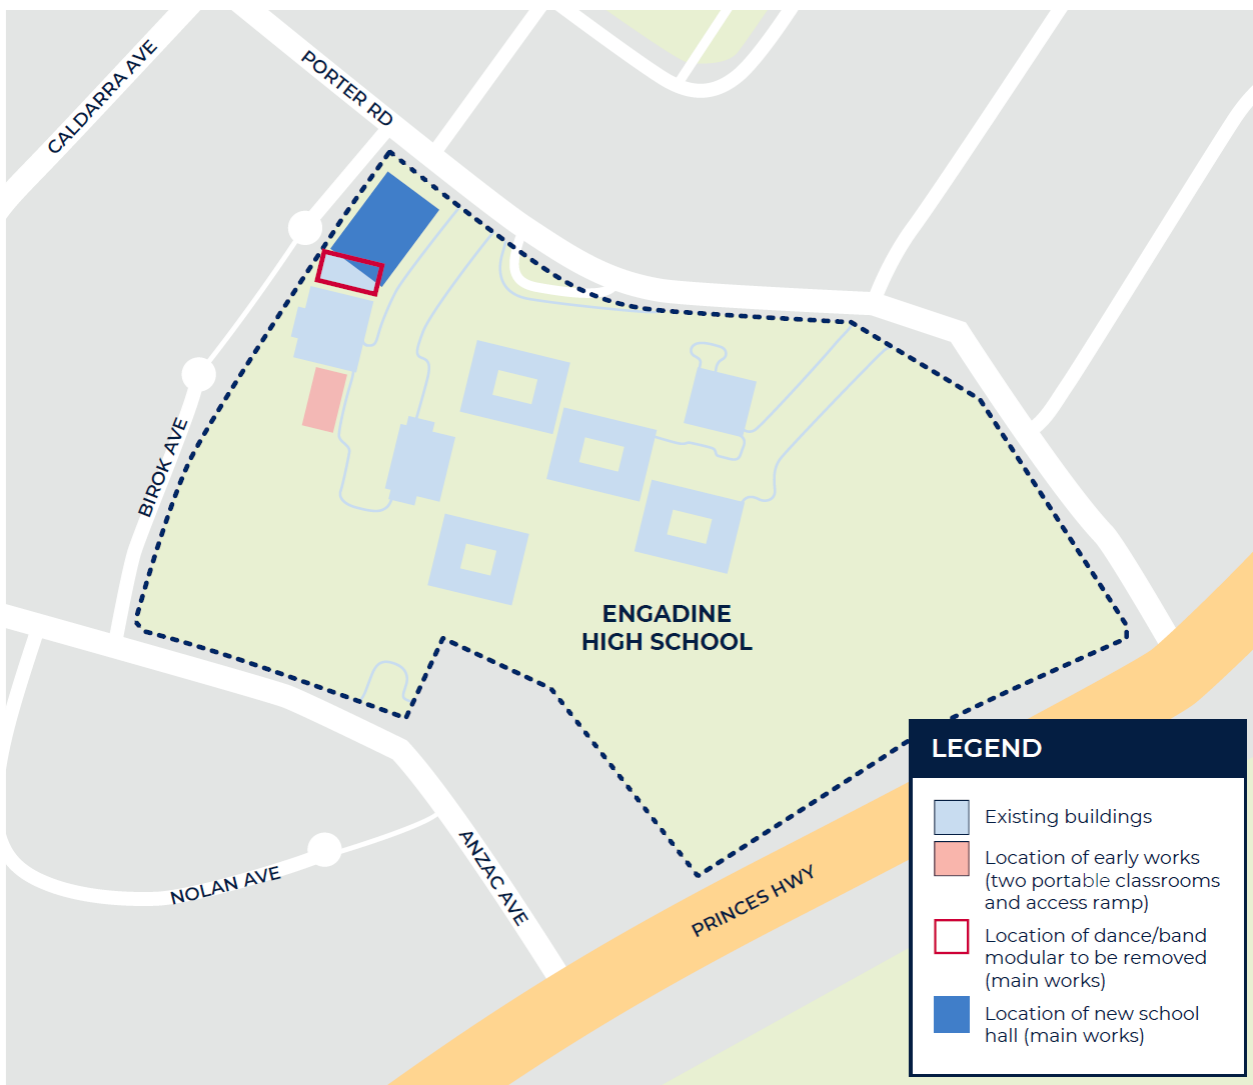 CALDARRA AVE
PORTER RD
BIROK AVE
ENGADINE
HIGH SCHOOL
NOLAN AVE
ANZAC AVE
PRINCES HWY
LEGEND
Existing buildings
Location of early works
(two portable classrooms
and access ramp)
Location of dance/band
modular to be removed
(main works)
Location of new school
hall (main works)